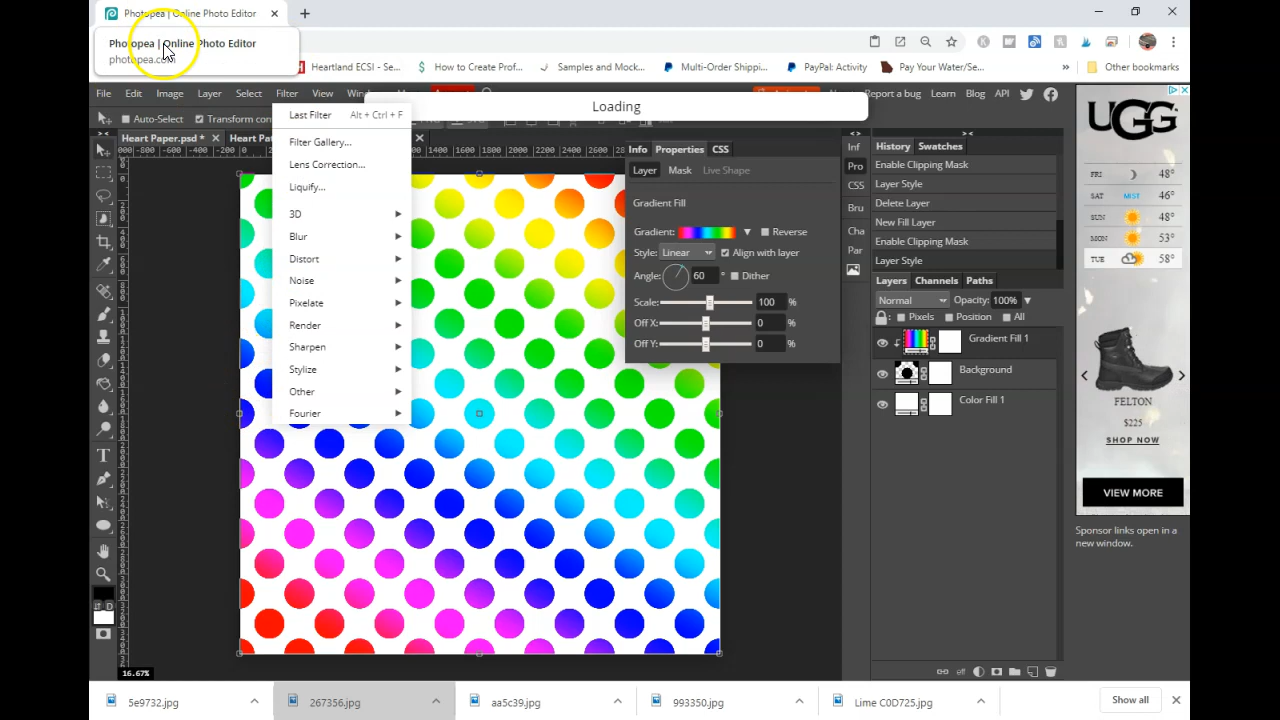 Photopea | Online Photo Editor
Photopea | Online Photo Editor
photopea.com
Heartland ECSI - Se...
How to Create Prof...
Samples and Mock...
Multi-Order Shippi...
PayPal: Activity
Pay Your Water/Se...
»
Other bookmarks
File Edit Image Layer Select Filter View
Report a bug Learn Blog API
Loading
Auto-Select
Transform con
Heart Paper.psd *
Last Filter Alt + Ctrl + F
Filter Gallery...
Lens Correction...
Liquify...
3D
Blur
Distort
Noise
Pixelate
Render
Sharpen
Stylize
Other
Fourier
Info Properties CSS
Layer Mask Live Shape
Gradient Fill
Gradient: Reverse
Style: Linear Align with layer
Angle: 60 ° Dither
Scale: 100 %
Off X: 0 %
Off Y: 0 %
Inf
Pro
CSS
Bru
Cha
Par
History Swatches
Enable Clipping Mask
Layer Style
Delete Layer
New Fill Layer
Enable Clipping Mask
Layer Style
Layers Channels Paths
Normal Opacity: 100%
Pixels Position All
Gradient Fill 1
Background
Color Fill 1
eff
16.67%
UGG
FRI 48°
SAT MIST 46°
SUN 48°
MON 53°
TUE 58°
FELTON
$225
SHOP NOW
VIEW MORE
Sponsor links open in a
new window.
5e9732.jpg
267356.jpg
aa5c39.jpg
993350.jpg
Lime C0D725.jpg
Show all